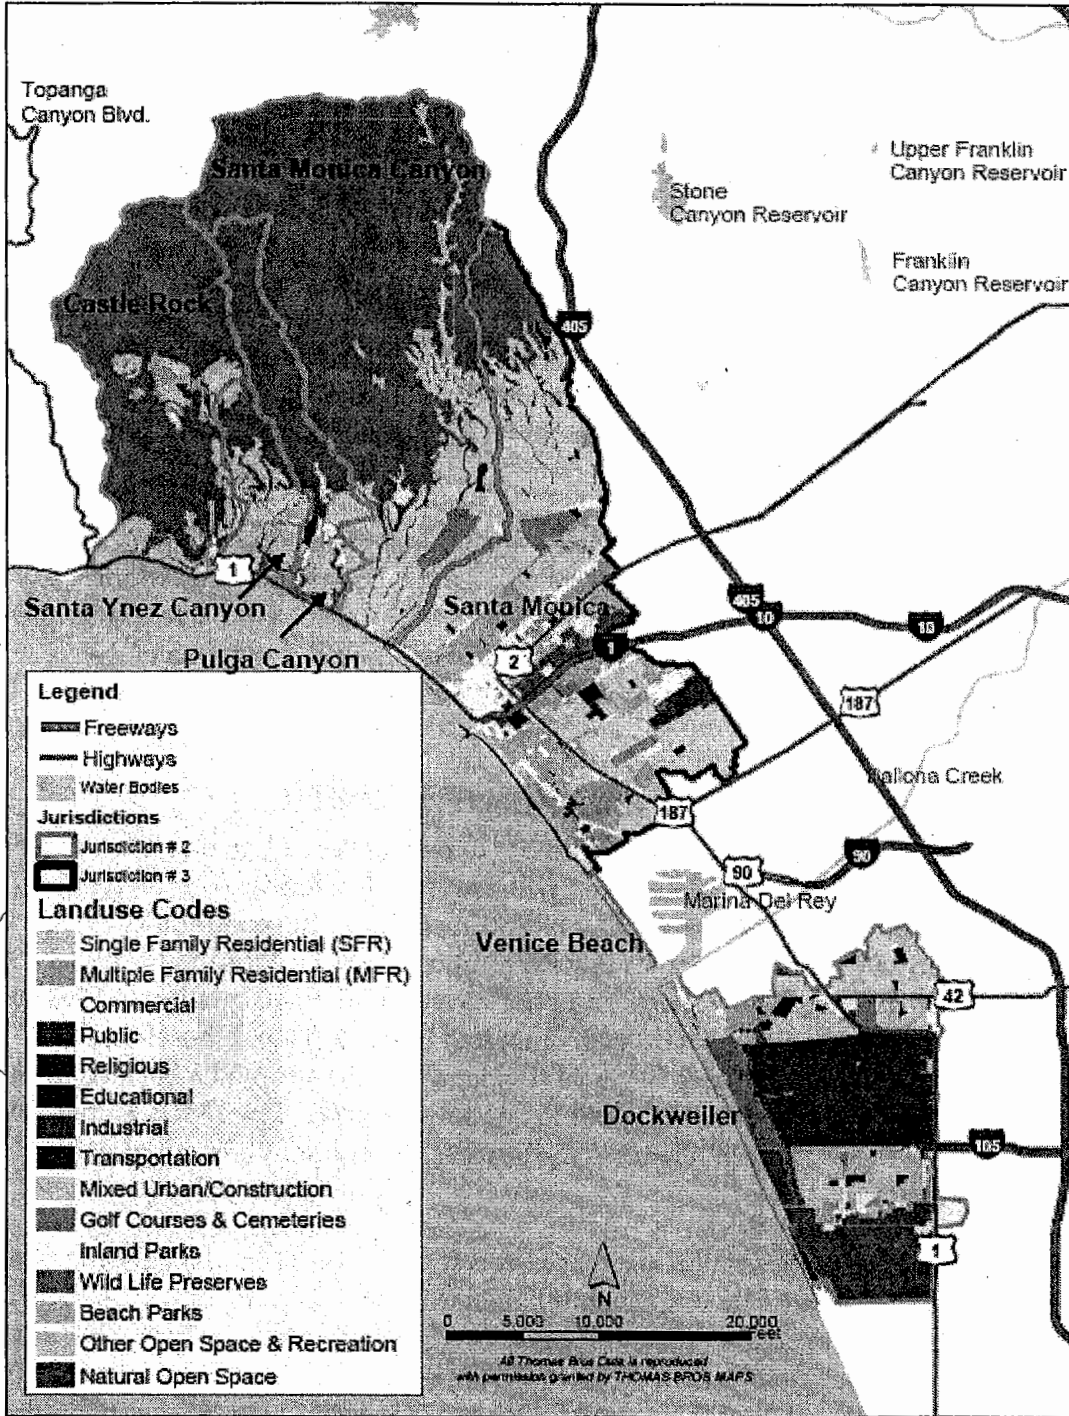 Topanga
Canyon Blvd.
Santa Monica Canyon
Upper Franklin
Canyon Reservoir
Stone
Canyon Reservoir
Franklin
Canyon Reservoir
Castle Rock
405
1
Santa Ynez Canyon
Santa Monica
405
10
10
1
2
Pulga Canyon
187
Ballona Creek
187
90
90
Marina Del Rey
Venice Beach
42
Dockweiler
105
1
Legend
Freeways
Highways
Water Bodies
Jurisdictions
Jurisdiction # 2
Jurisdiction # 3
Landuse Codes
Single Family Residential (SFR)
Multiple Family Residential (MFR)
Commercial
Public
Religious
Educational
Industrial
Transportation
Mixed Urban/Construction
Golf Courses & Cemeteries
Inland Parks
Wild Life Preserves
Beach Parks
Other Open Space & Recreation
Natural Open Space
N
0 5,000 10,000 20,000
Feet
All Thomas Bros Data is reproduced
with permission granted by THOMAS BROS MAPS